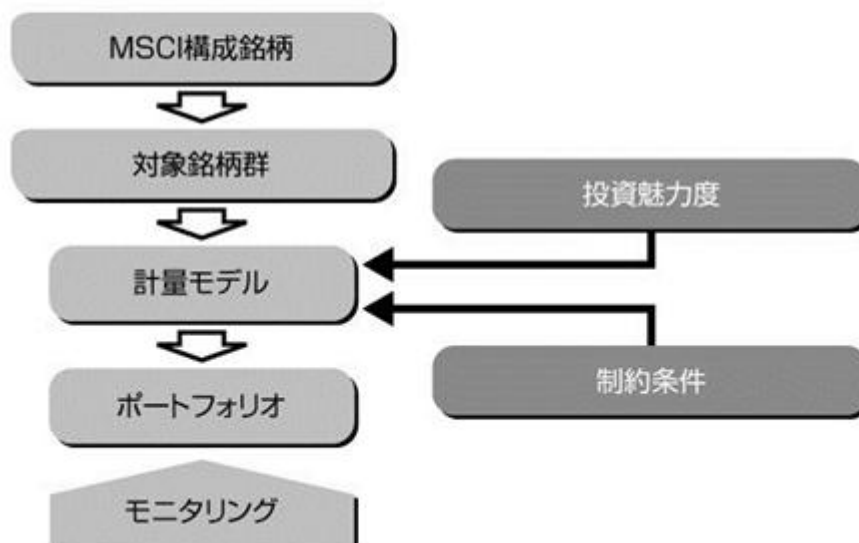 MSCI構成銘柄
対象銘柄群
投資魅力度
計量モデル
制約条件
ポートフォリオ
モニタリング